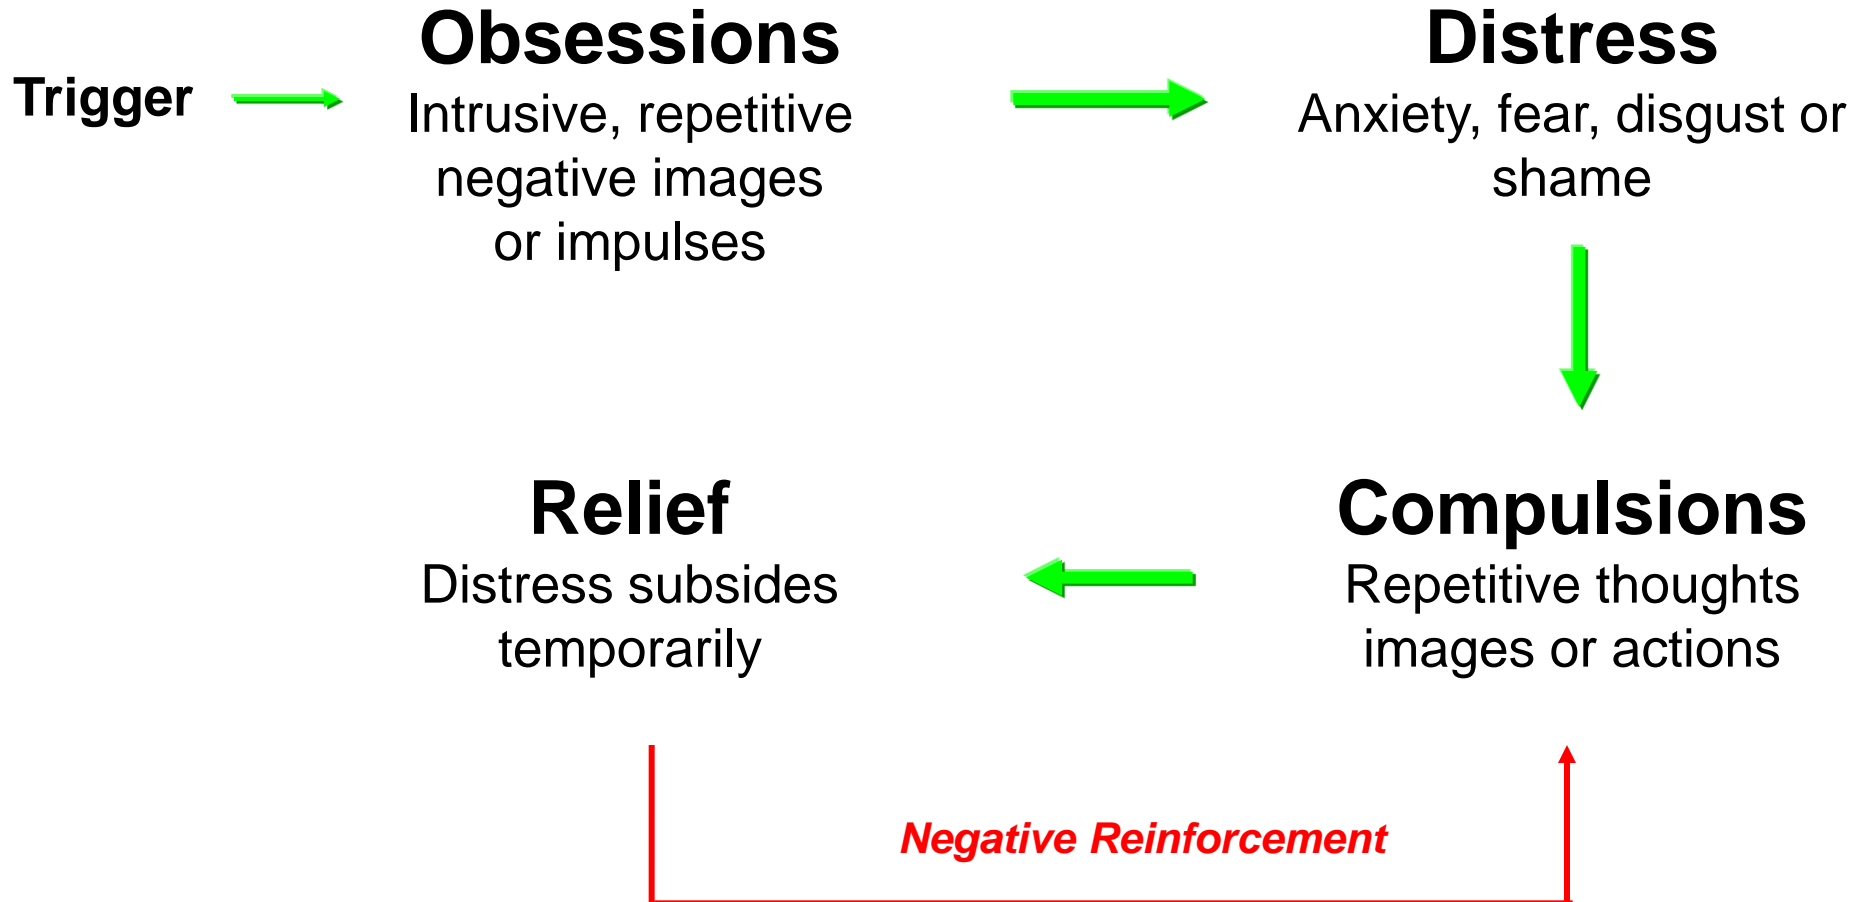 Trigger
Obsessions
Intrusive, repetitive
negative images
or impulses
Distress
Anxiety, fear, disgust or
shame
Relief
Distress subsides
temporarily
Compulsions
Repetitive thoughts
images or actions
Negative Reinforcement